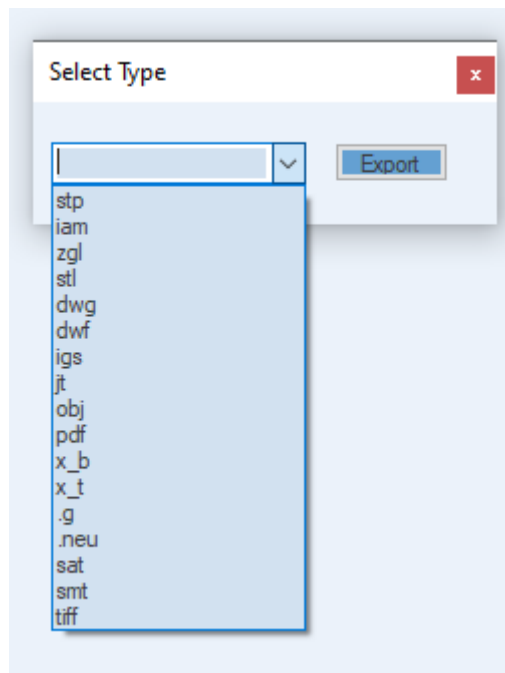 Select Type
x
Export
stp
iam
zgl
stl
dwg
dwf
igs
jt
obj
pdf
x_b
x_t
.g
.neu
sat
smt
tiff